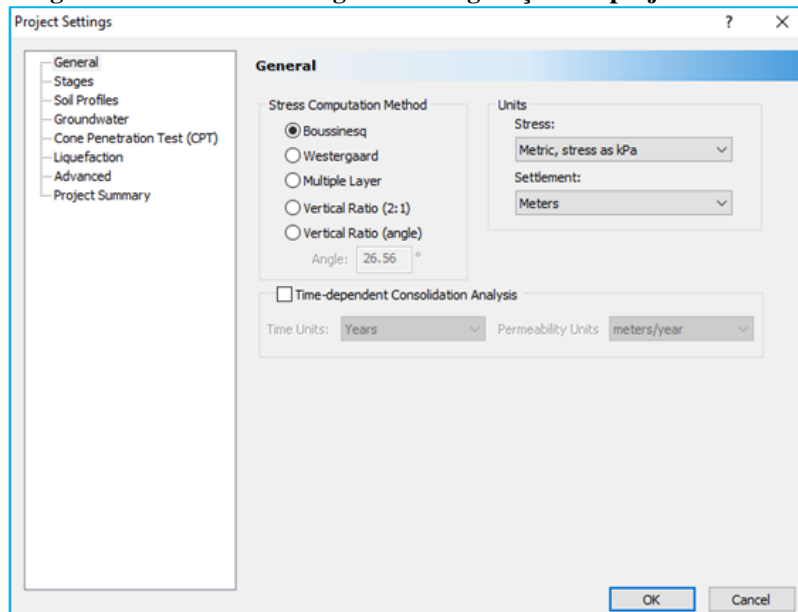 Project Settings ? ×
General
Stages
Soil Profiles
Groundwater
Cone Penetration Test (CPT)
Liquefaction
Advanced
Project Summary
General
Stress Computation Method
Boussinesq
Westergaard
Multiple Layer
Vertical Ratio (2:1)
Vertical Ratio (angle)
Angle: 26.56 °
Units
Stress:
Metric, stress as kPa
Settlement:
Meters
Time-dependent Consolidation Analysis
Time Units: Years Permeability Units meters/year
OK Cancel